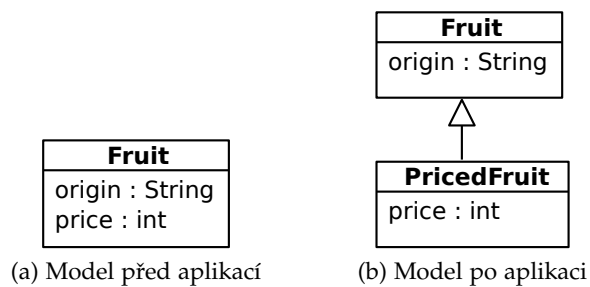 Fruit
origin : String
price : int
(a) Model před aplikací
Fruit
origin : String
PricedFruit
price : int
(b) Model po aplikaci